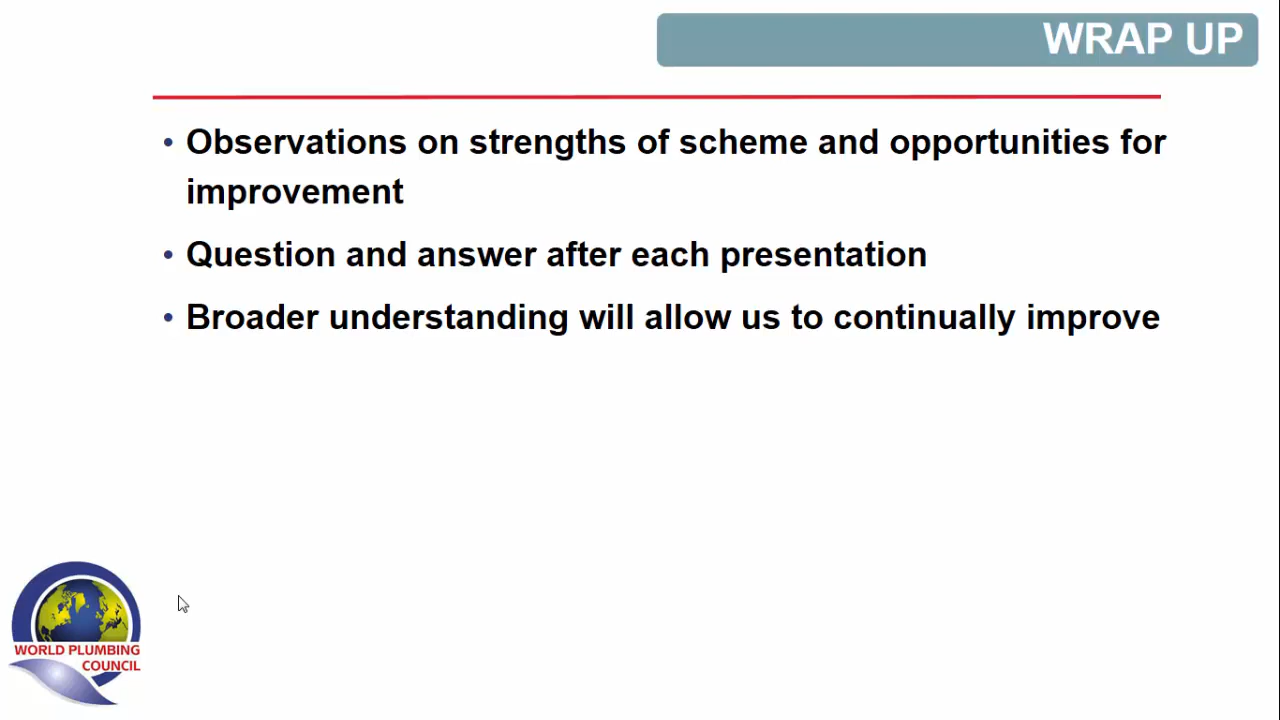 WRAP UP
• Observations on strengths of scheme and opportunities for
improvement
• Question and answer after each presentation
• Broader understanding will allow us to continually improve
WORLD PLUMBING
COUNCIL